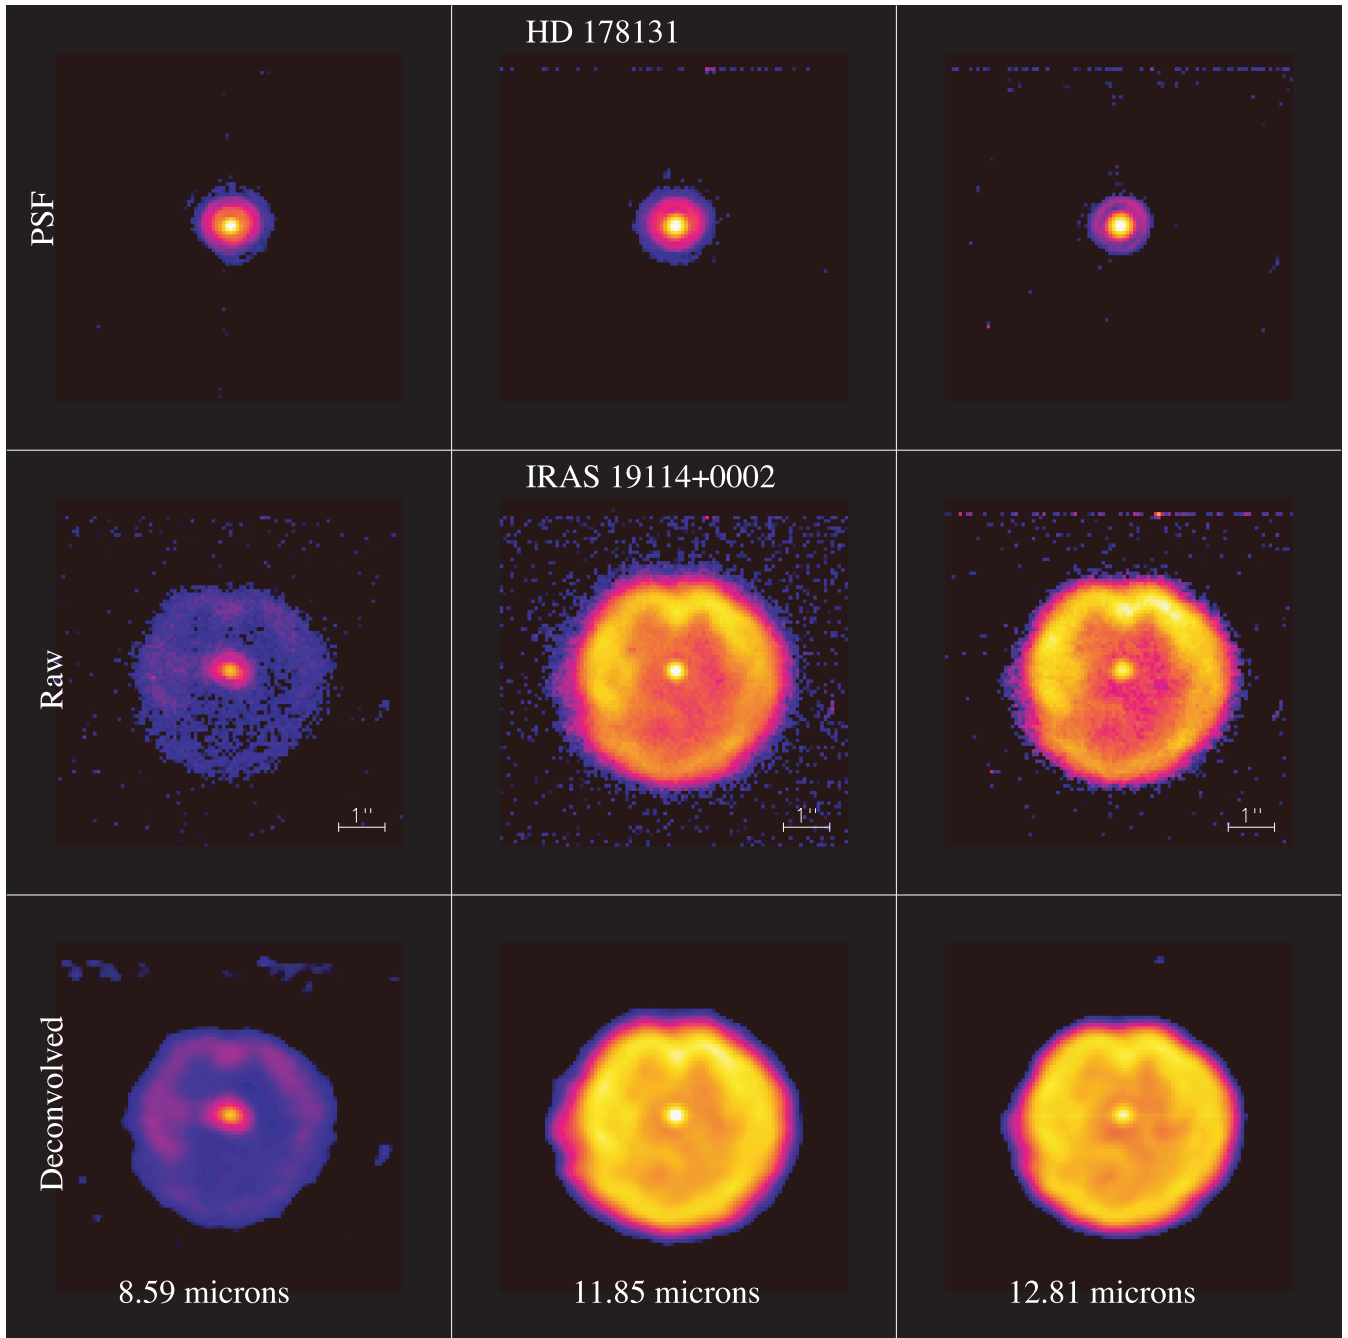 HD 178131
PSF
IRAS 19114+0002
Raw
1"
1"
1"
Deconvolved
8.59 microns
11.85 microns
12.81 microns